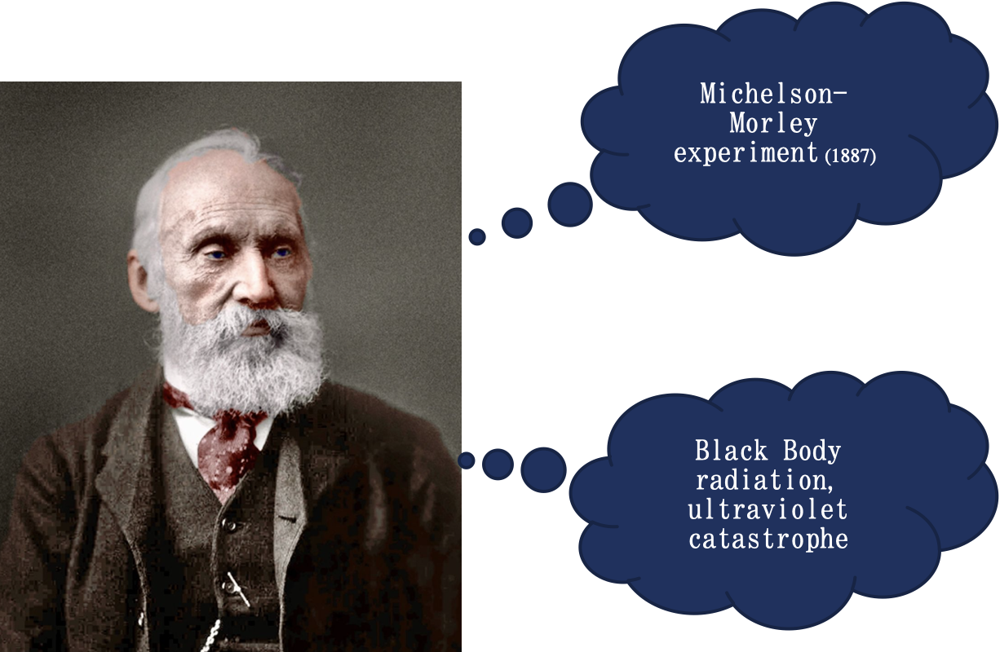 Michelson-
Morley
experiment (1887)
Black Body
radiation,
ultraviolet
catastrophe